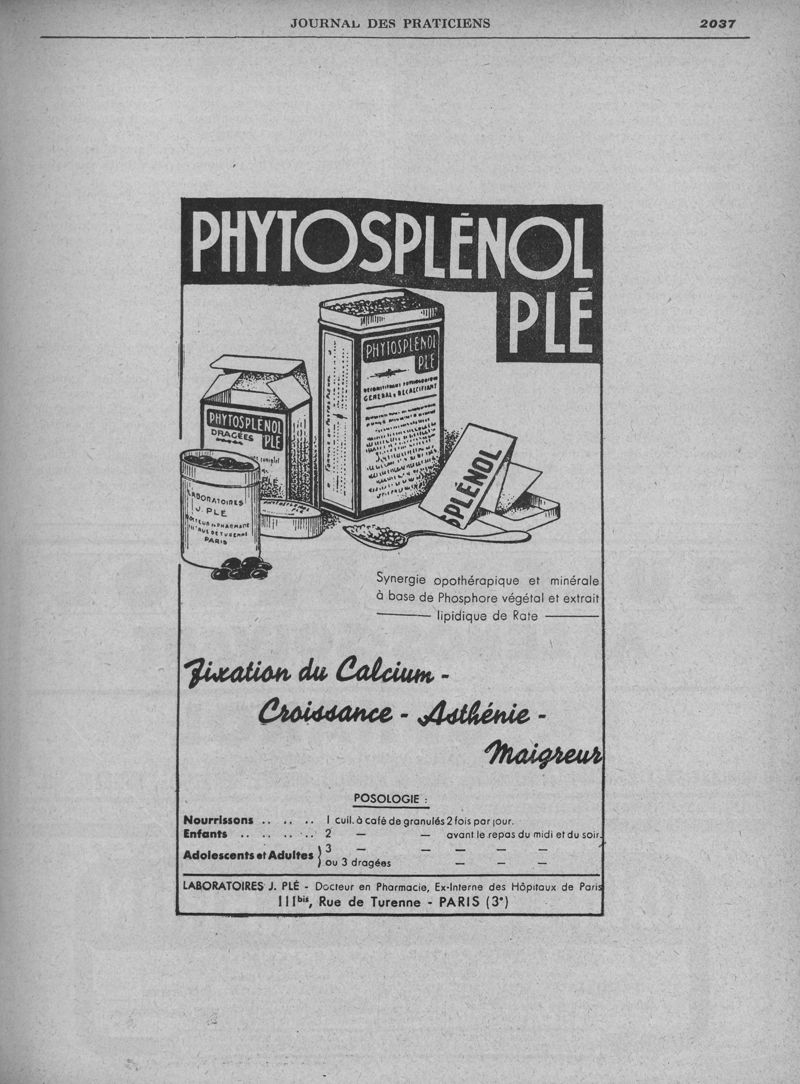 JOURNAL DES PRATICIENS 2037
PHYTOSPLÉNOL
PLÉ
PHYTOSPLÉNOL
PLÉ
GÉNÉRAL & RECALCIFIANT
PHYTOSPLENOL
DRAGÉES PLÉ
LABORATOIRES
J. PLÉ
PARIS
SPLÉNOL
Synergie opothérapique et minérale
à base de Phosphore végétal et extrait
lipidique de Rate
Fixation du Calcium -
Croissance - Asthénie -
Maigreur
POSOLOGIE :
Nourrissons .. .. .. 1 cuil. à café de granulés 2 fois par jour.
Enfants .. .. .. .. 2 — — avant le repas du midi et du soir.
Adolescents et Adultes } 3 — — — — —
ou 3 dragées — — —
LABORATOIRES J. PLÉ - Docteur en Pharmacie, Ex-Interne des Hôpitaux de Paris
111bis, Rue de Turenne - PARIS (3e)